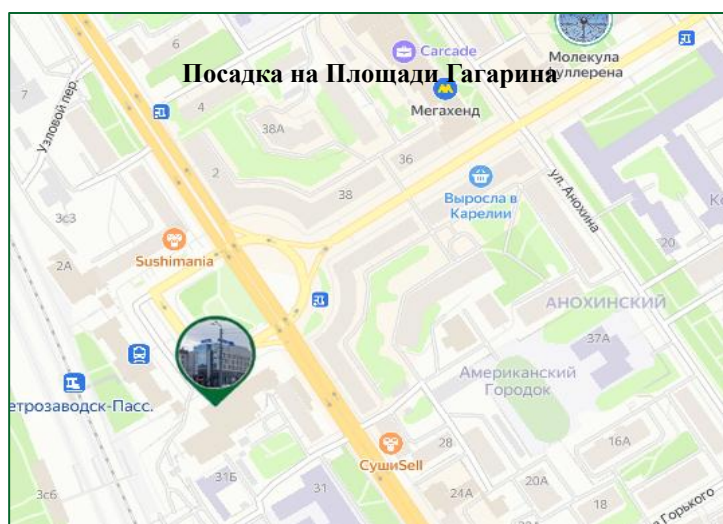 6
Carcade
Молекула
7
Посадка на Площади Гагарина
Узловой пер.
4
Мегахенд
38А
36
2
38
Выросла в
Карелии
ул. Анохина
3с3
20
Sushimania
2А
АНОХИНСКИЙ
37А
Американский
Городок
етрозаводск-Пасс.
28
16А
СушиSell
31Б
31
20А
24А
18
3с6
Горького